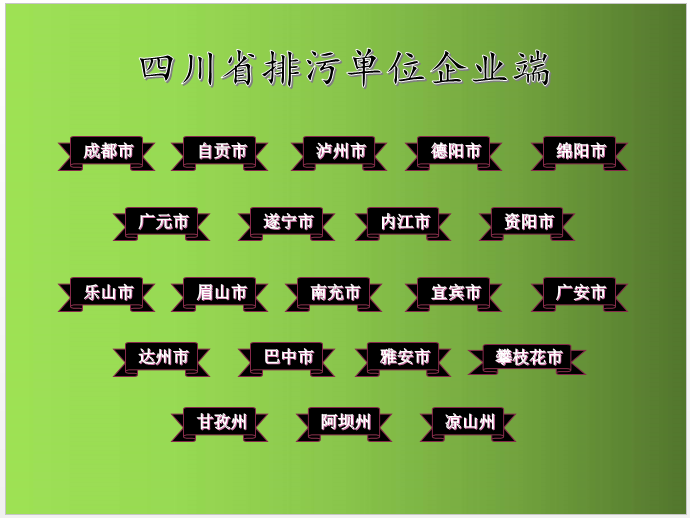 四川省排污单位企业端
成都市 自贡市 泸州市 德阳市 绵阳市
广元市 遂宁市 内江市 资阳市
乐山市 眉山市 南充市 宜宾市 广安市
达州市 巴中市 雅安市 攀枝花市
甘孜州 阿坝州 凉山州